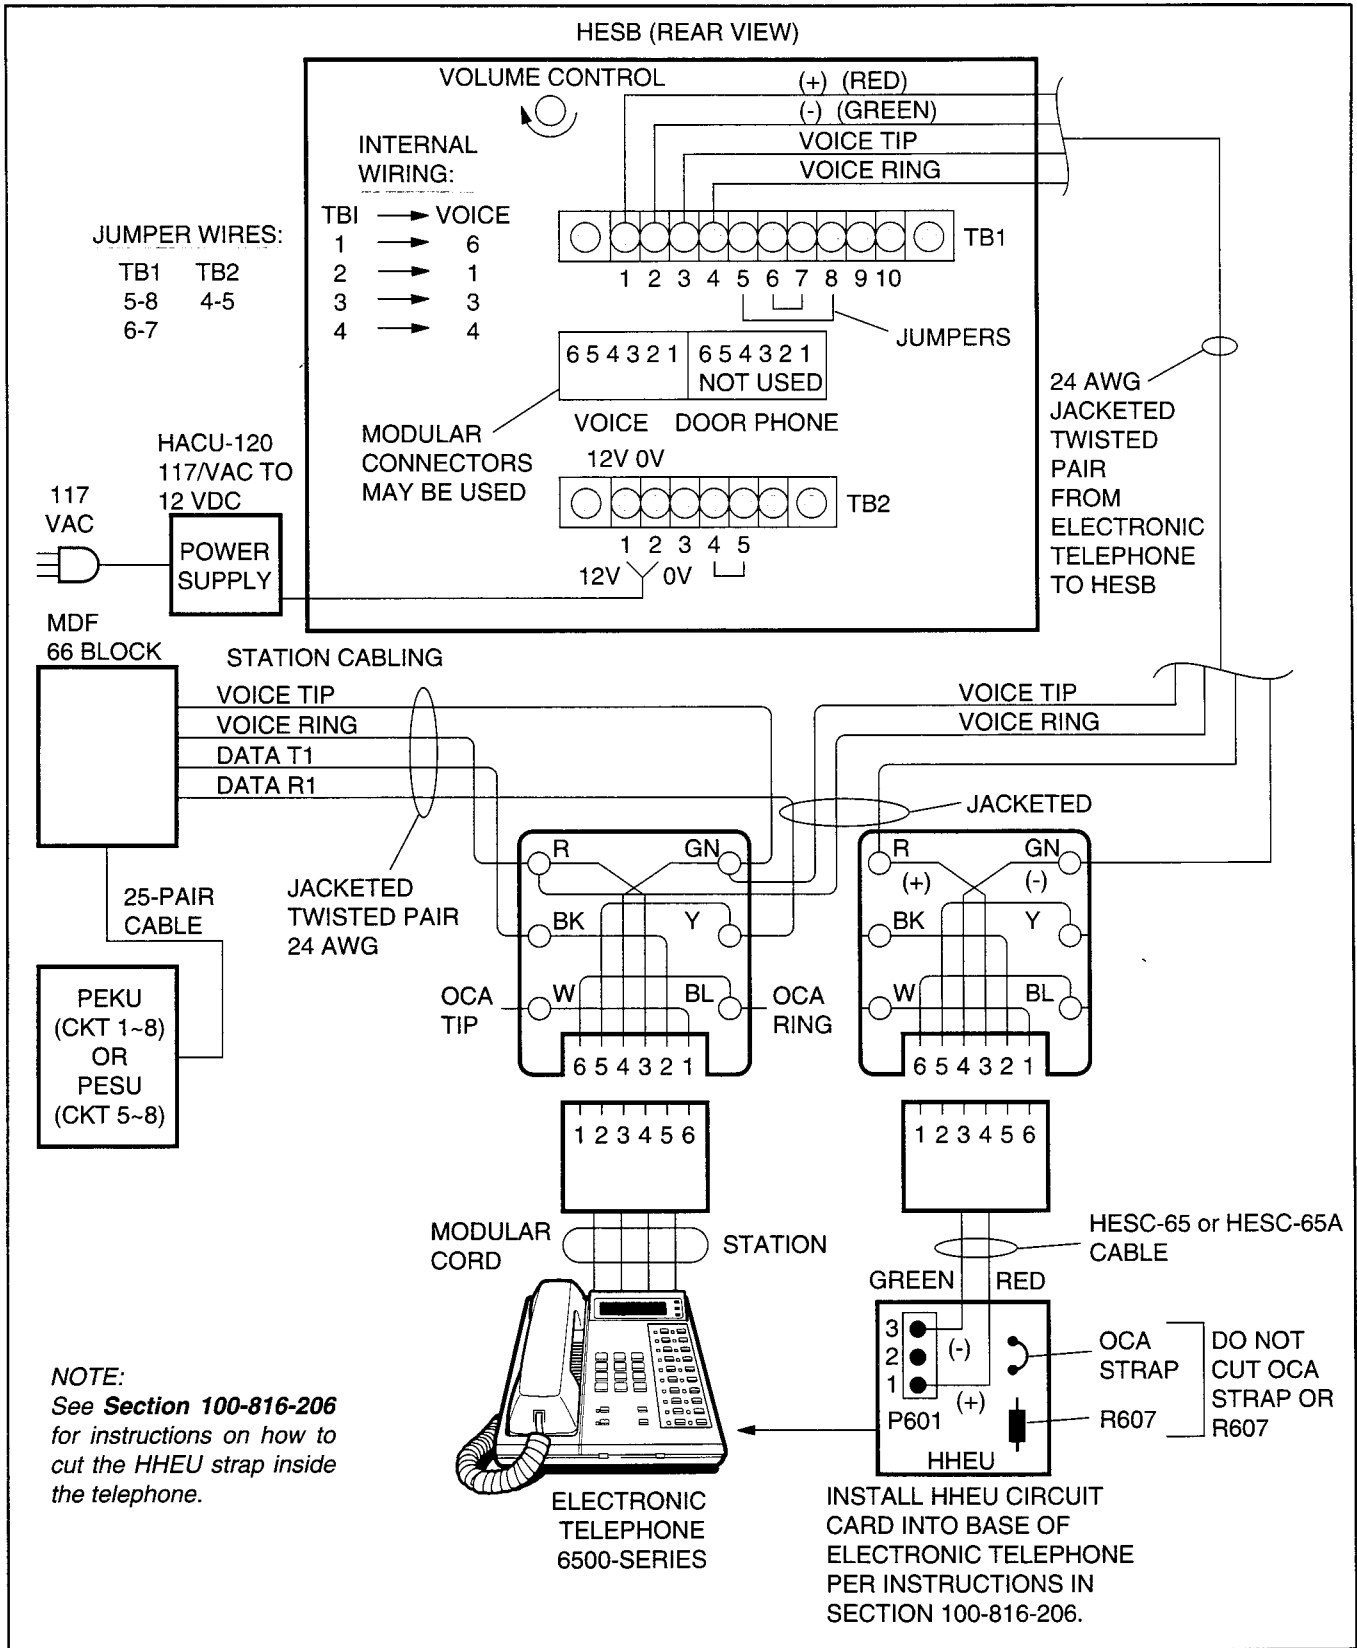 HESB (REAR VIEW)
VOLUME CONTROL
(+) (RED)
(-) (GREEN)
VOICE TIP
VOICE RING
INTERNAL
WIRING:
TBI VOICE
1 6
2 1
3 3
4 4
JUMPER WIRES:
TB1 TB2
5-8 4-5
6-7
TB1
1 2 3 4 5 6 7 8 9 10
JUMPERS
6 5 4 3 2 1 6 5 4 3 2 1
NOT USED
VOICE DOOR PHONE
MODULAR
CONNECTORS
MAY BE USED
12V 0V
TB2
1 2 3 4 5
12V 0V
24 AWG
JACKETED
TWISTED
PAIR
FROM
ELECTRONIC
TELEPHONE
TO HESB
HACU-120
117/VAC TO
12 VDC
117
VAC
POWER
SUPPLY
MDF
66 BLOCK
STATION CABLING
VOICE TIP
VOICE RING
DATA T1
DATA R1
VOICE TIP
VOICE RING
JACKETED
JACKETED
TWISTED PAIR
24 AWG
25-PAIR
CABLE
PEKU
(CKT 1~8)
OR
PESU
(CKT 5~8)
R GN
BK Y
OCA
TIP
W BL
OCA
RING
6 5 4 3 2 1
R GN
(+) (-)
BK Y
W BL
6 5 4 3 2 1
1 2 3 4 5 6
1 2 3 4 5 6
MODULAR
CORD
STATION
HESC-65 or HESC-65A
CABLE
GREEN RED
3
2
1
(-)
(+)
P601
HHEU
OCA
STRAP
R607
DO NOT
CUT OCA
STRAP OR
R607
NOTE:
See Section 100-816-206
for instructions on how to
cut the HHEU strap inside
the telephone.
ELECTRONIC
TELEPHONE
6500-SERIES
INSTALL HHEU CIRCUIT
CARD INTO BASE OF
ELECTRONIC TELEPHONE
PER INSTRUCTIONS IN
SECTION 100-816-206.